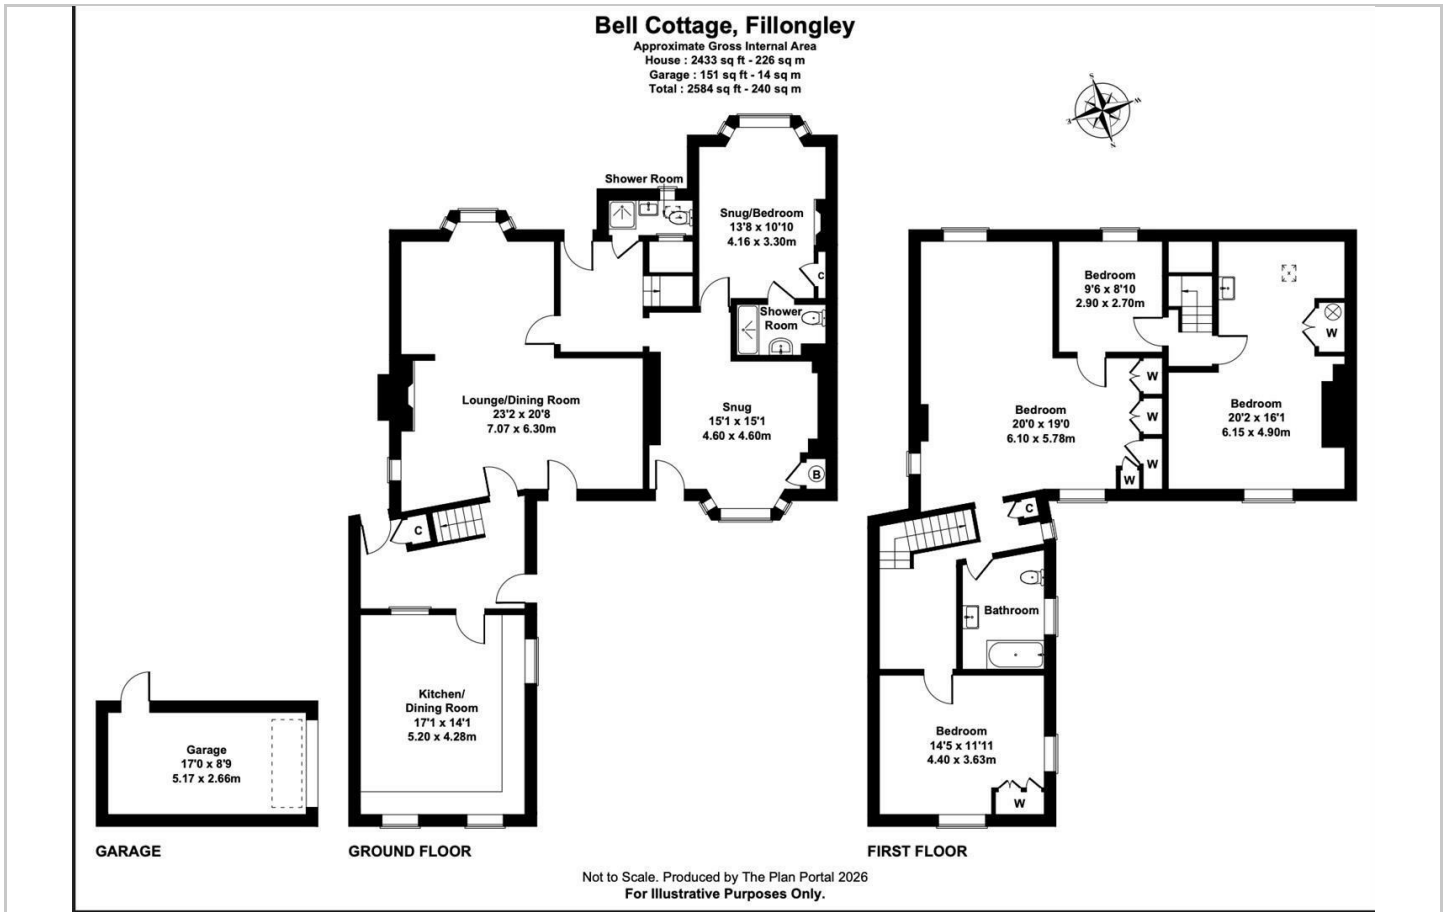 Bell Cottage, Fillongley
Approximate Gross Internal Area
House : 2433 sq ft - 226 sq m
Garage : 151 sq ft - 14 sq m
Total : 2584 sq ft - 240 sq m
Shower Room
Snug/Bedroom
13'8 x 10'10
4.16 x 3.30m
C
Shower
Room
Lounge/Dining Room
23'2 x 20'8
7.07 x 6.30m
Snug
15'1 x 15'1
4.60 x 4.60m
B
C
Kitchen/
Dining Room
17'1 x 14'1
5.20 x 4.28m
Garage
17'0 x 8'9
5.17 x 2.66m
Bedroom
9'6 x 8'10
2.90 x 2.70m
W
W
W
W
W
Bedroom
20'0 x 19'0
6.10 x 5.78m
Bedroom
20'2 x 16'1
6.15 x 4.90m
C
Bathroom
Bedroom
14'5 x 11'11
4.40 x 3.63m
W
GARAGE
GROUND FLOOR
FIRST FLOOR
Not to Scale. Produced by The Plan Portal 2026
For Illustrative Purposes Only.